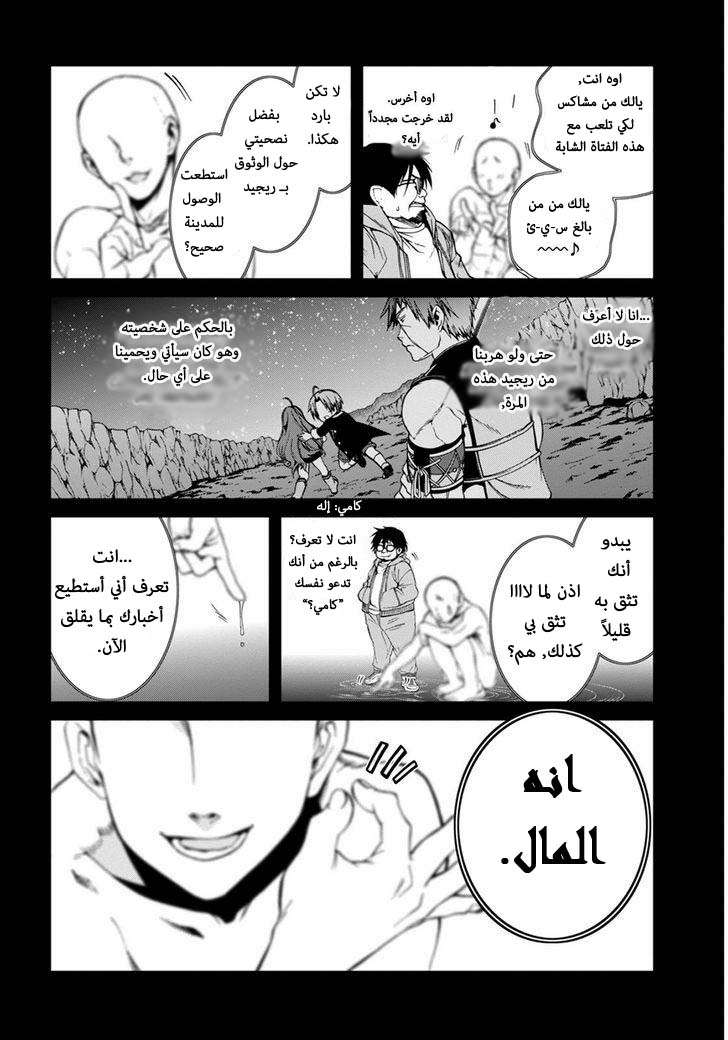 اوه انت,
يالك من مشاكس
لكي تلعب مع
هذه الفتاة الشابة
يالك من من
بالغ س-ي-ئ
~~~~♪
اوه أخرس.
لقد خرجت مجدداً
أيه؟
لا تكن
بارد
هكذا.
بفضل
نصحيتي
حول الوثوق
بـ ريجيد
استطعت
الوصول
للمدينة
صحيح؟
...انا لا أعرف
حول ذلك
حتى ولو هربنا
من ريجيد هذه
المرة,
بالحكم على شخصيته
وهو كان سيأتي ويحمينا
على أي حال.
كامي: إله
يبدو
أنك
تثق به
قليلاً
اذن لما لاااا
تثق بي
كذلك, هم؟
انت لا تعرف؟
بالرغم من أنك
تدعو نفسك
"كامي؟"
...انت
تعرف أني أستطيع
أخبارك بما يقلق
الآن.
انه
المال.